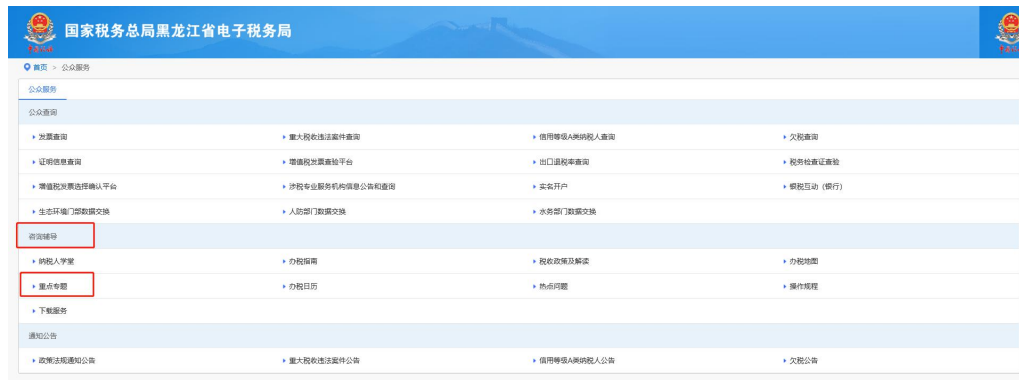 国家税务总局黑龙江省电子税务局
首页 > 公众服务
公众服务
公众查询
发票查询 重大税收违法案件查询 信用等级A类纳税人查询 欠税查询
证明信息查询 增值税发票查验平台 出口退税率查询 税务检查证查验
增值税发票选择确认平台 涉税专业服务机构信息公告和查询 实名开户 银税互动（银行）
生态环境门部数据交换 人防部门数据交换 水务部门数据交换
咨询辅导
纳税人学堂 办税指南 税收政策及解读 办税地图
重点专题 办税日历 热点问题 操作规程
下载服务
通知公告
政策法规通知公告 重大税收违法案件公告 信用等级A类纳税人公告 欠税公告